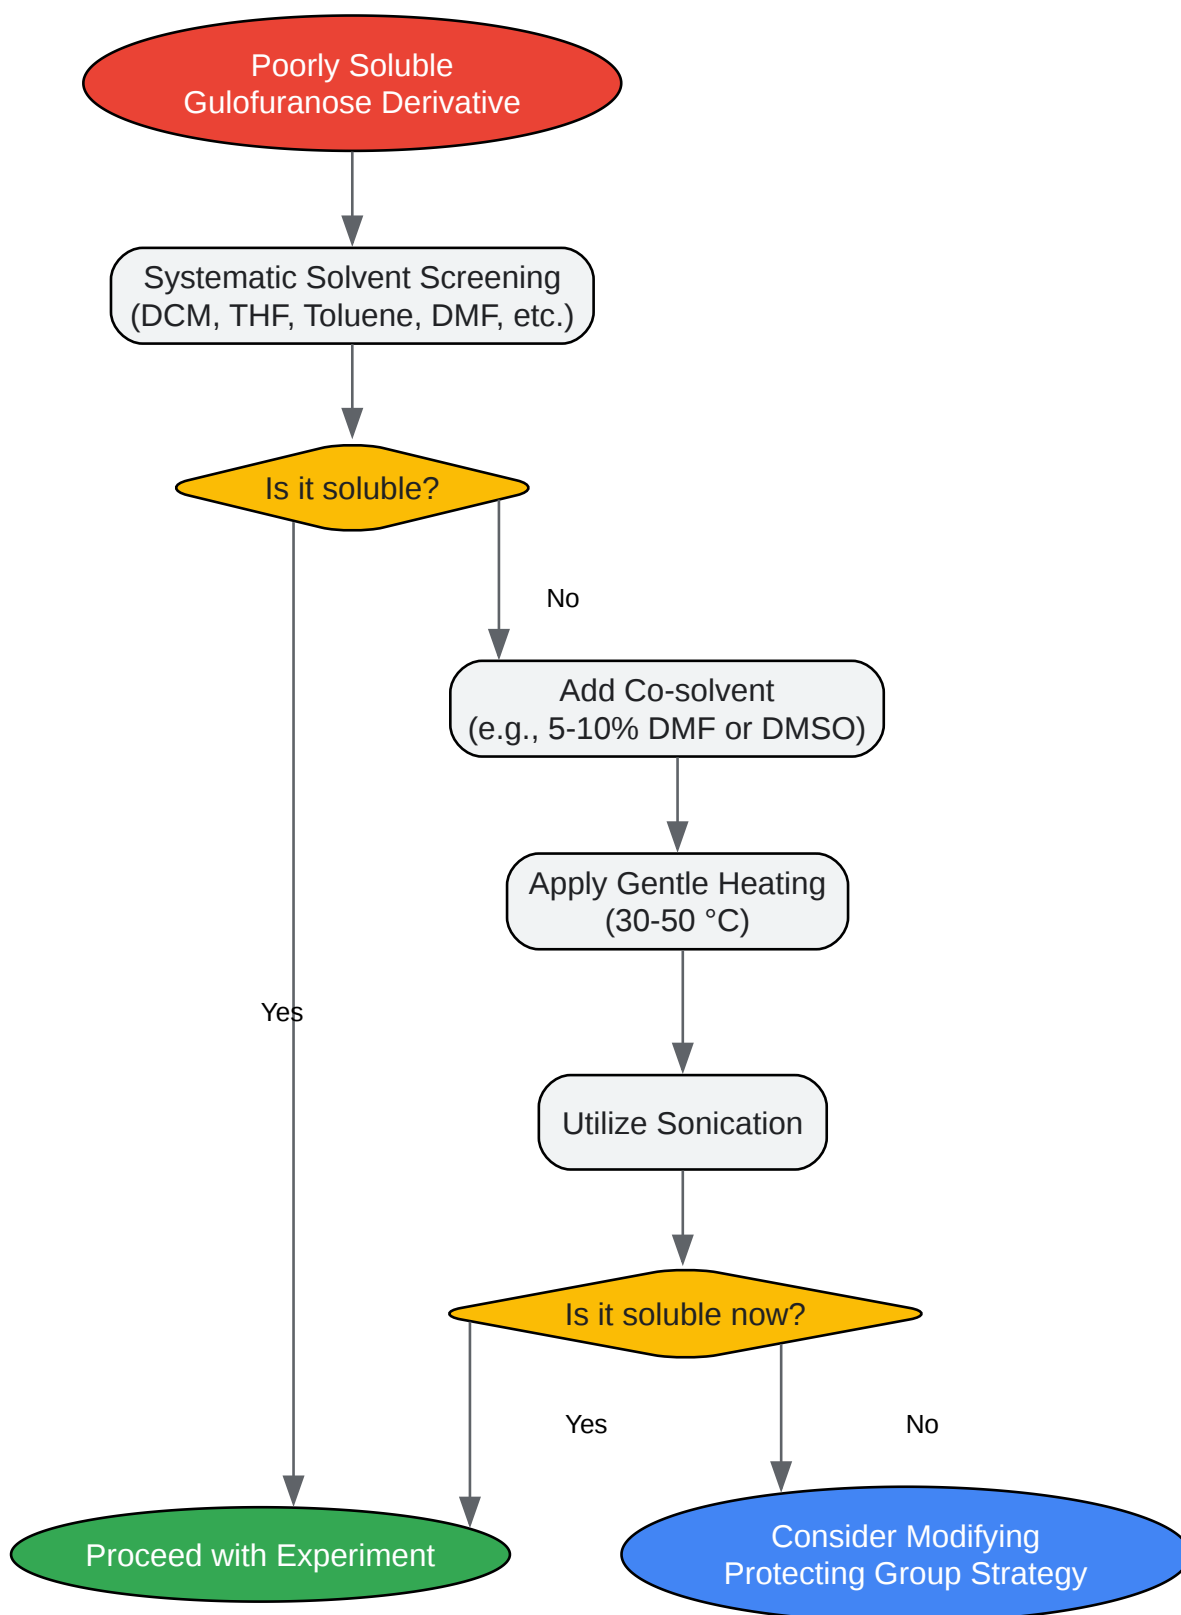 Poorly Soluble
Gulofuranose Derivative
Systematic Solvent Screening
(DCM, THF, Toluene, DMF, etc.)
Is it soluble?
No
Add Co-solvent
(e.g., 5-10% DMF or DMSO)
Apply Gentle Heating
(30-50 °C)
Yes
Utilize Sonication
Is it soluble now?
Yes
No
Proceed with Experiment
Consider Modifying
Protecting Group Strategy